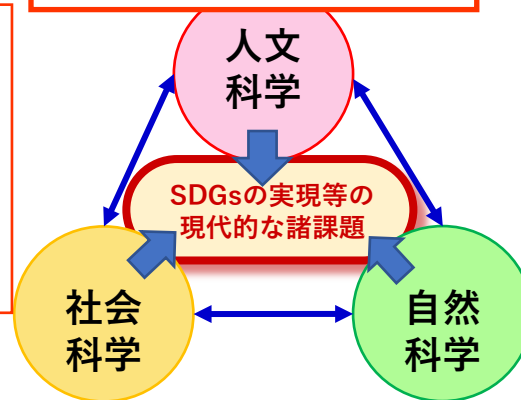 人文
科学
SDGsの実現等の
現代的な諸課題
社会
科学
自然
科学